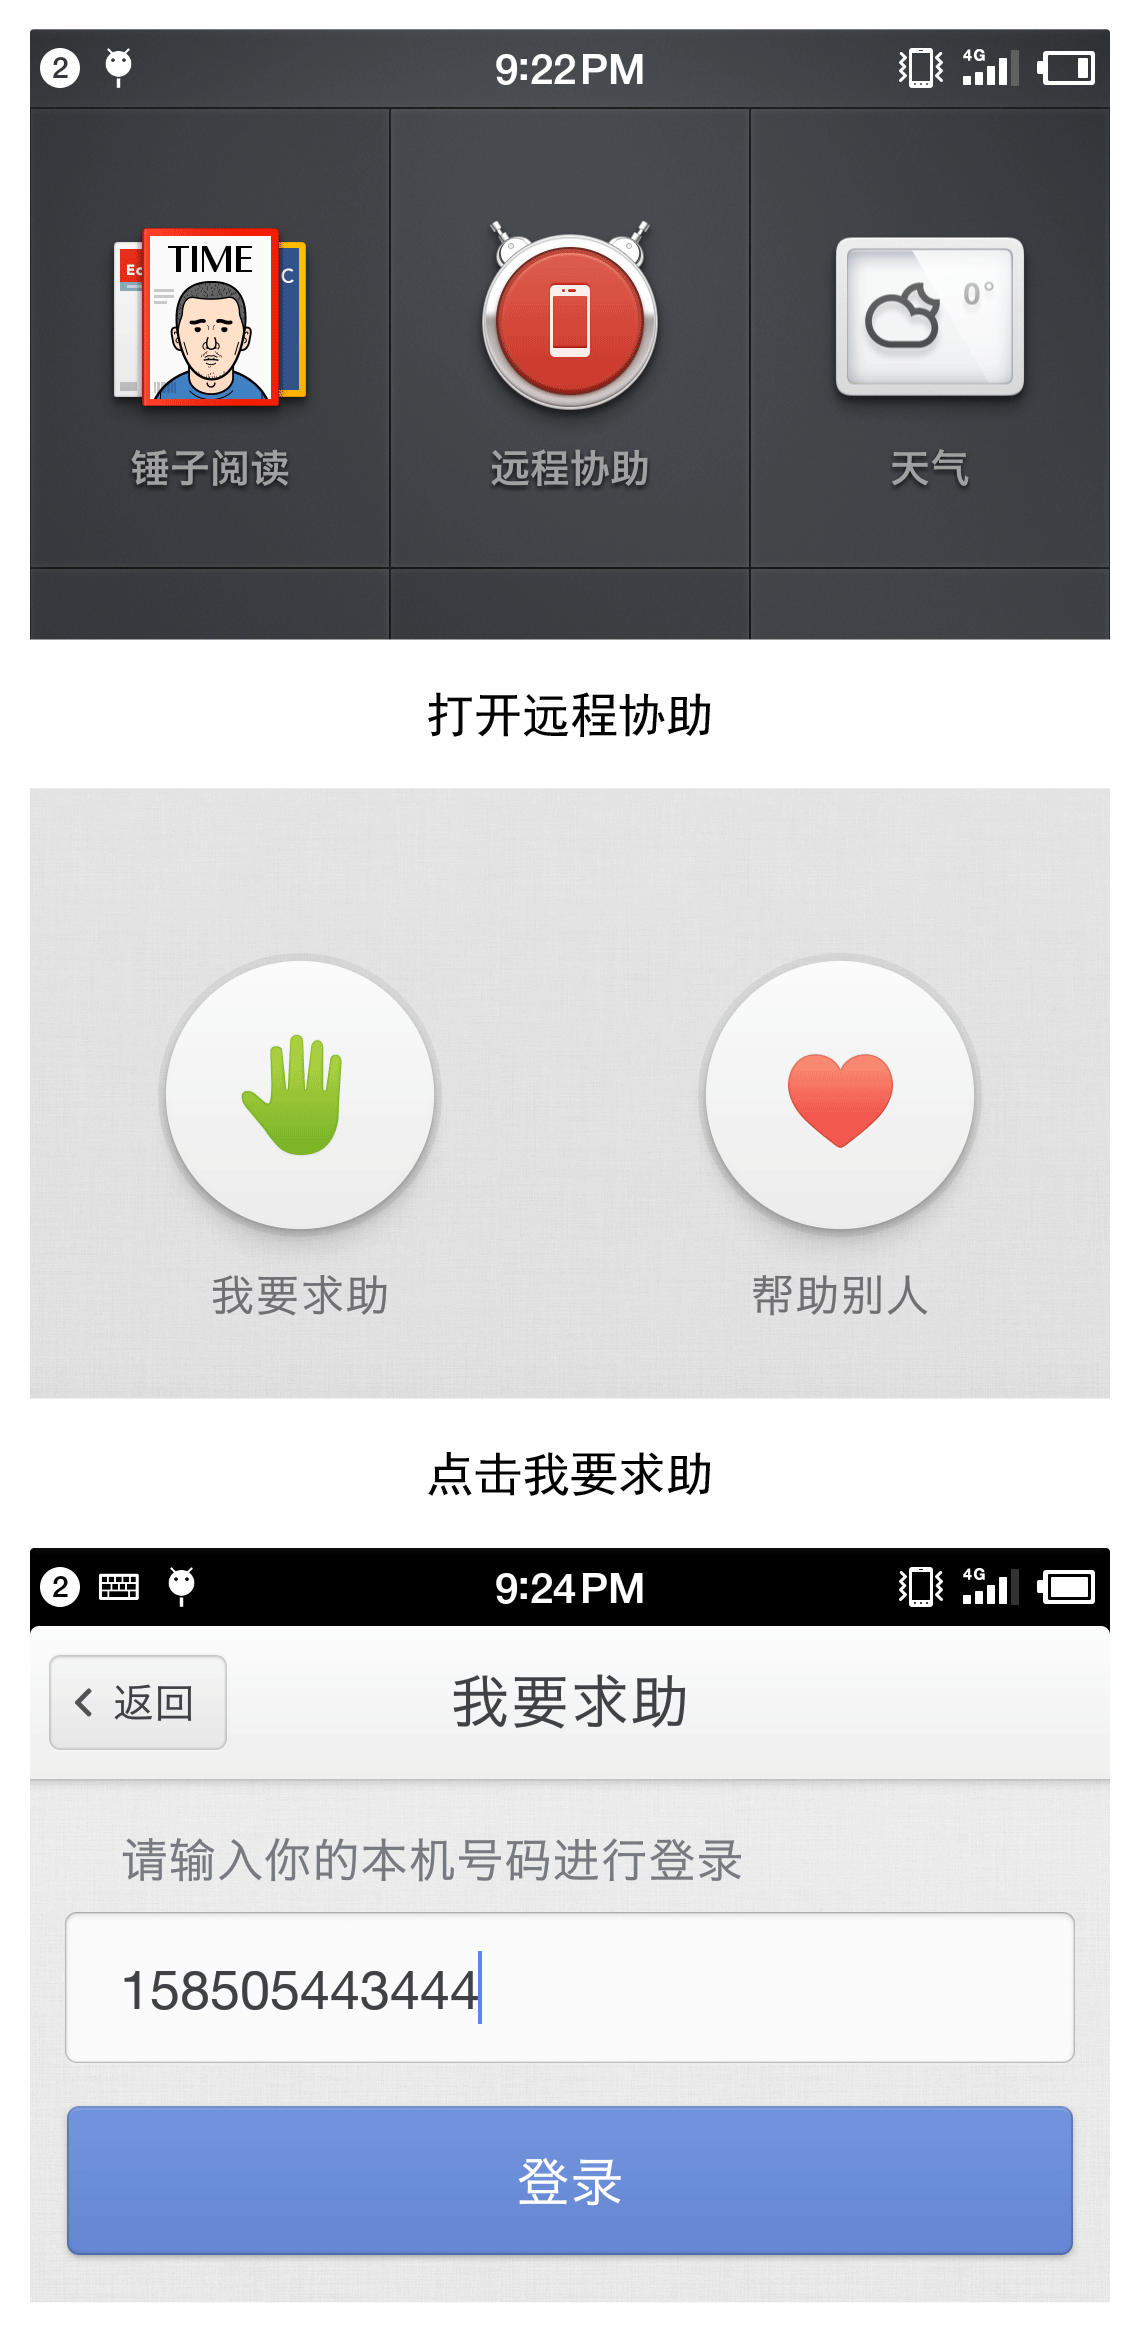 2
9:22 PM
4G
Ec
TIME
C
0°
锤子阅读
远程协助
天气
打开远程协助
我要求助
帮助别人
点击我要求助
2
9:24 PM
4G
返回
我要求助
请输入你的本机号码进行登录
158505443444
登录